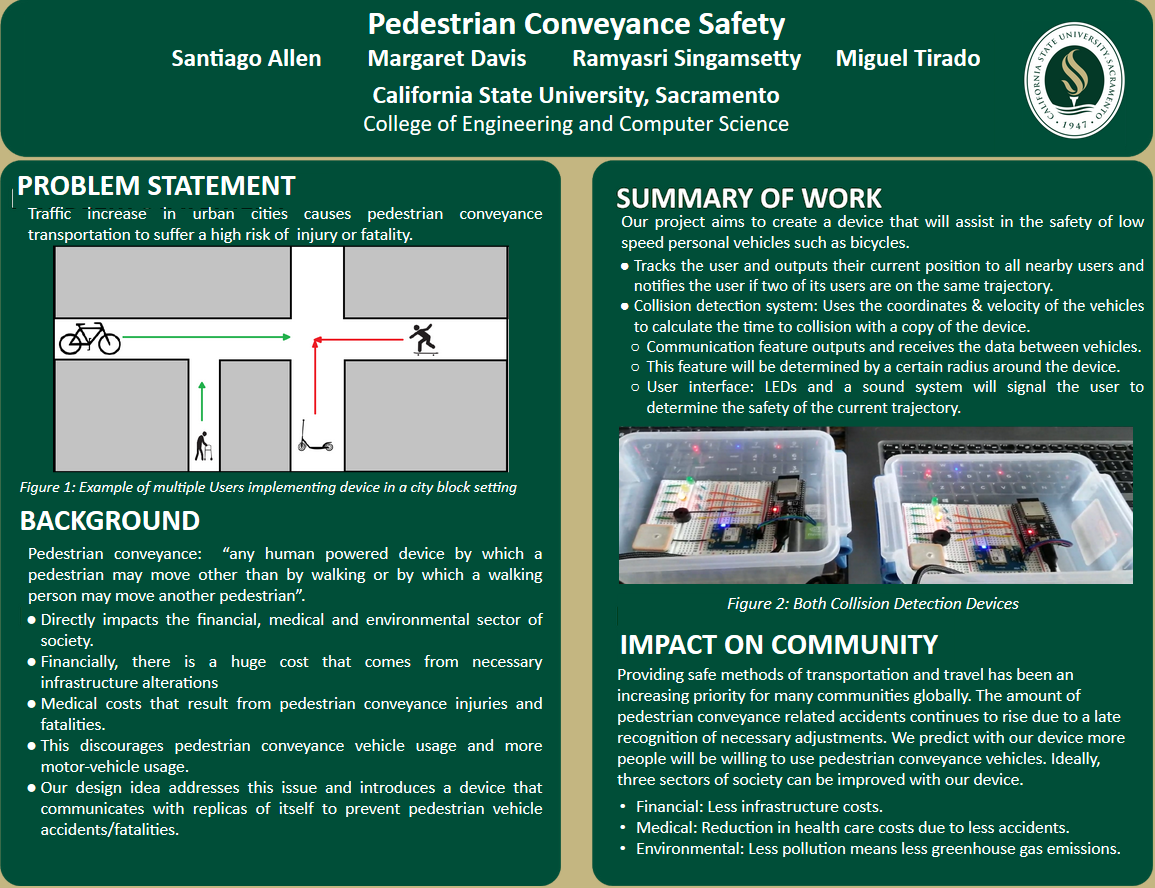 Pedestrian Conveyance Safety
Santiago Allen Margaret Davis Ramyasri Singamsetty Miguel Tirado
California State University, Sacramento
College of Engineering and Computer Science
CALIFORNIA STATE UNIVERSITY, SACRAMENTO
• 1947 •
PROBLEM STATEMENT
Traffic increase in urban cities causes pedestrian conveyance
transportation to suffer a high risk of injury or fatality.
Figure 1: Example of multiple Users implementing device in a city block setting
BACKGROUND
Pedestrian conveyance: “any human powered device by which a
pedestrian may move other than by walking or by which a walking
person may move another pedestrian”.
● Directly impacts the financial, medical and environmental sector of
society.
● Financially, there is a huge cost that comes from necessary
infrastructure alterations
● Medical costs that result from pedestrian conveyance injuries and
fatalities.
● This discourages pedestrian conveyance vehicle usage and more
motor-vehicle usage.
● Our design idea addresses this issue and introduces a device that
communicates with replicas of itself to prevent pedestrian vehicle
accidents/fatalities.
SUMMARY OF WORK
Our project aims to create a device that will assist in the safety of low
speed personal vehicles such as bicycles.
● Tracks the user and outputs their current position to all nearby users and
notifies the user if two of its users are on the same trajectory.
● Collision detection system: Uses the coordinates & velocity of the vehicles
to calculate the time to collision with a copy of the device.
○ Communication feature outputs and receives the data between vehicles.
○ This feature will be determined by a certain radius around the device.
○ User interface: LEDs and a sound system will signal the user to
determine the safety of the current trajectory.
Figure 2: Both Collision Detection Devices
IMPACT ON COMMUNITY
Providing safe methods of transportation and travel has been an
increasing priority for many communities globally. The amount of
pedestrian conveyance related accidents continues to rise due to a late
recognition of necessary adjustments. We predict with our device more
people will be willing to use pedestrian conveyance vehicles. Ideally,
three sectors of society can be improved with our device.
• Financial: Less infrastructure costs.
• Medical: Reduction in health care costs due to less accidents.
• Environmental: Less pollution means less greenhouse gas emissions.